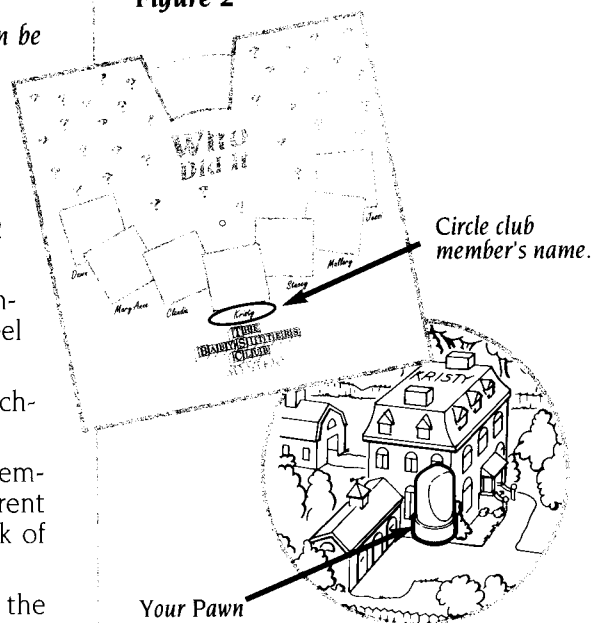 Figure 2
n be
n-
eel
ch-
em-
rent
k of
the
Who
Did It
Dawn
Mary Anne
Claudia
Kristy
Stacey
Mallory
Jessi
THE
BABY-SITTERS
CLUB
Circle club
member's name.
KRISTY
Your Pawn